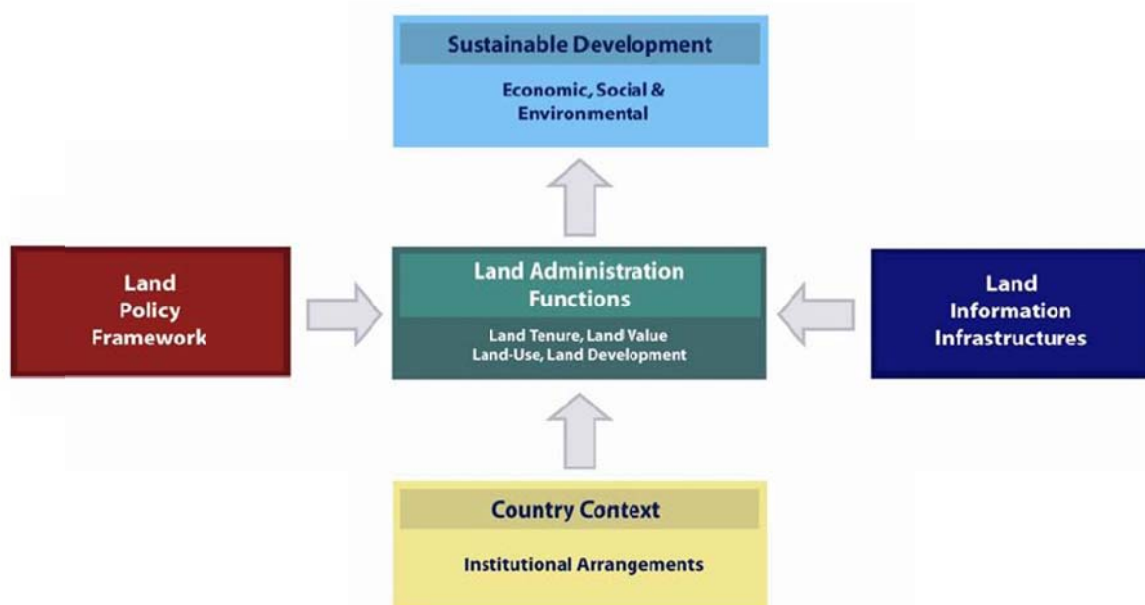 Sustainable Development
Economic, Social &
Environmental
Land
Policy
Framework
Land Administration
Functions
Land Tenure, Land Value
Land-Use, Land Development
Land
Information
Infrastructures
Country Context
Institutional Arrangements